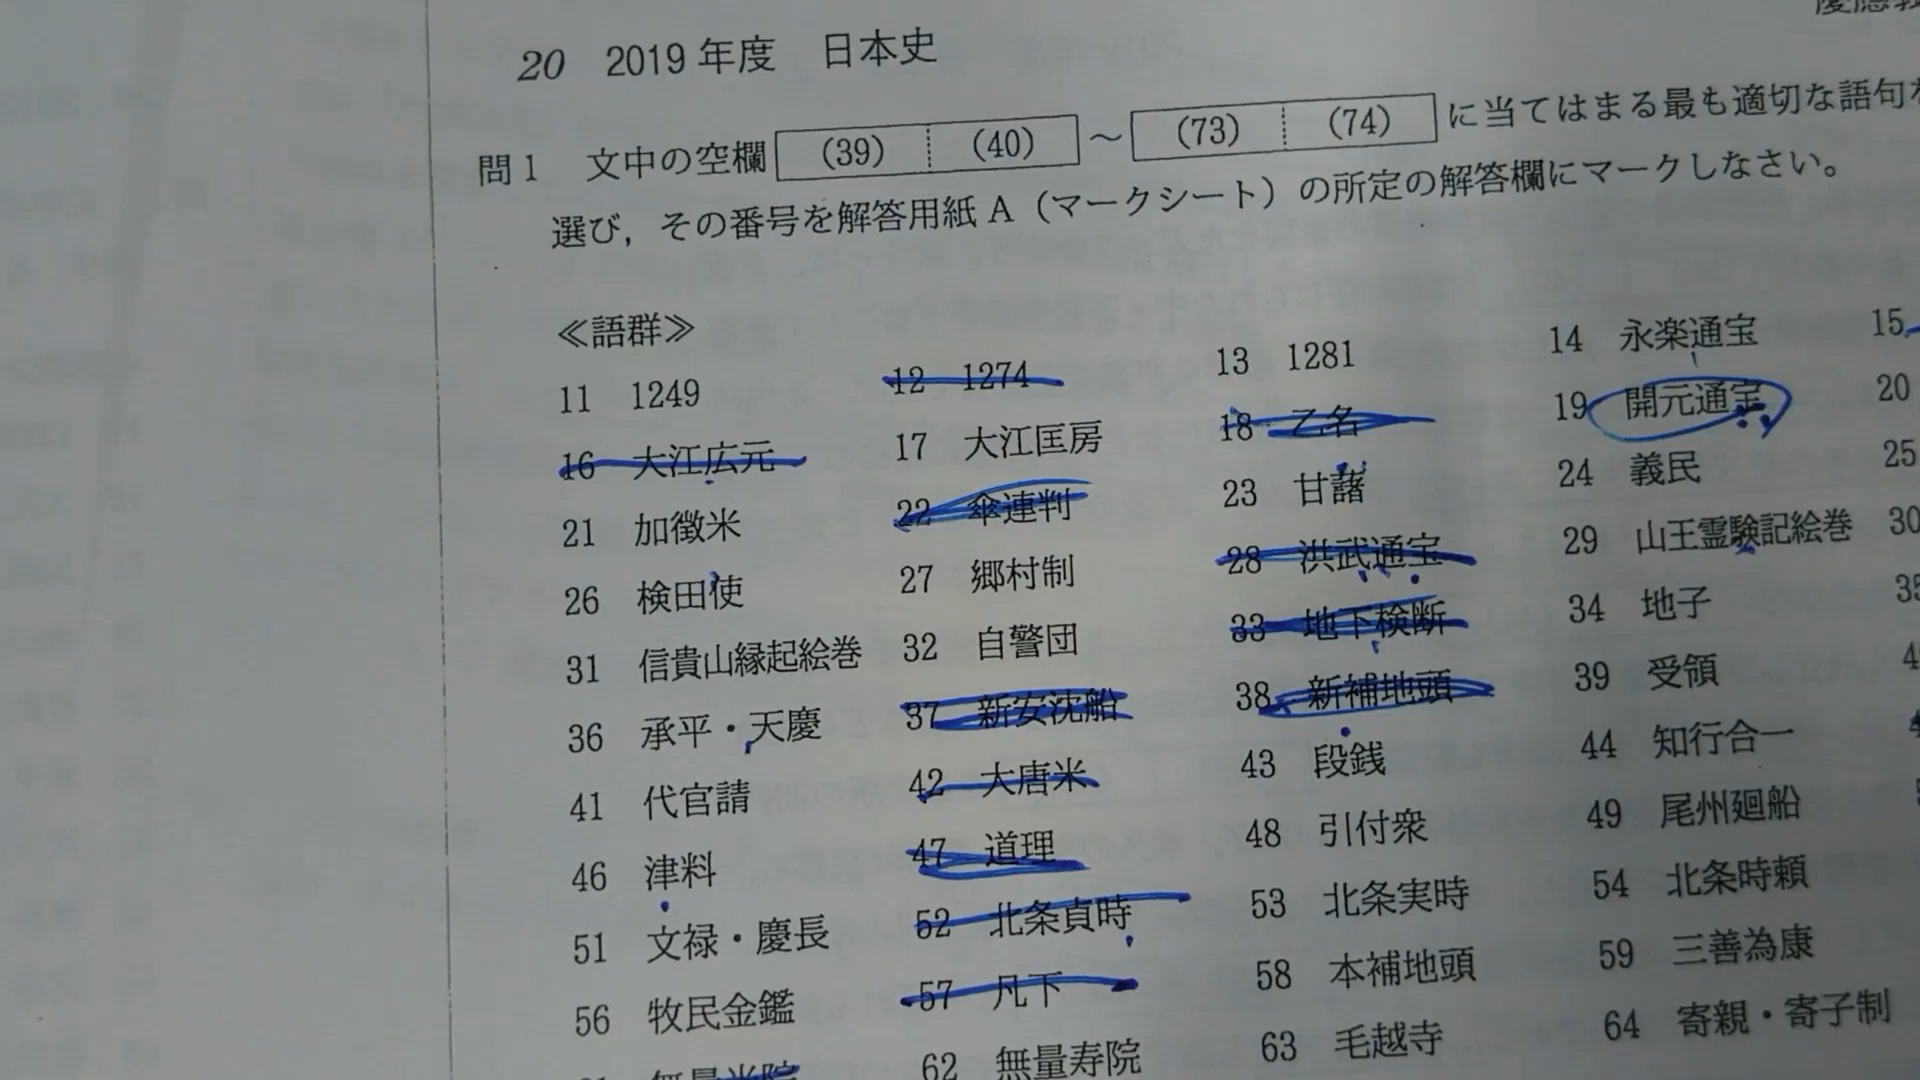 20 2019年度 日本史
問1 文中の空欄 (39) (40) ～ (73) (74) に当てはまる最も適切な語句
選び，その番号を解答用紙A（マークシート）の所定の解答欄にマークしなさい。
≪語群≫
11 1249 12 1274 13 1281 14 永楽通宝 15
16 大江広元 17 大江匡房 18 乙名 19 開元通宝 20
21 加徴米 22 傘連判 23 甘藷 24 義民 25
26 検田使 27 郷村制 28 洪武通宝 29 山王霊験記絵巻 30
31 信貴山縁起絵巻 32 自警団 33 地下検断 34 地子 35
36 承平・天慶 37 新安沈船 38 新補地頭 39 受領
41 代官請 42 大唐米 43 段銭 44 知行合一
46 津料 47 道理 48 引付衆 49 尾州廻船
51 文禄・慶長 52 北条貞時 53 北条実時 54 北条時頼
56 牧民金鑑 57 凡下 58 本補地頭 59 三善為康
62 無量寿院 63 毛越寺 64 寄親・寄子制